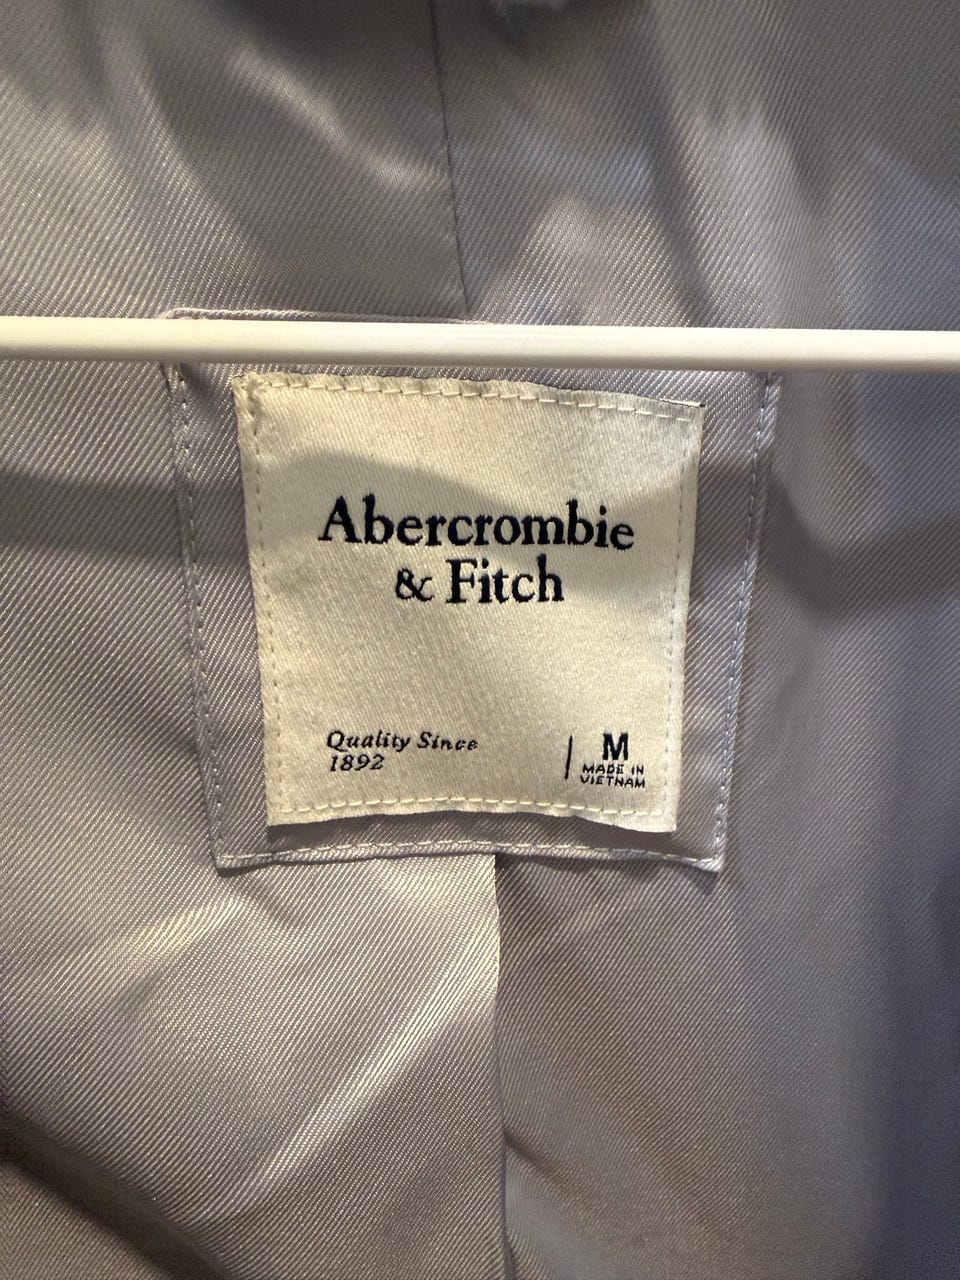 Abercrombie
& Fitch
Quality Since
1892
M
MADE IN
VIETNAM